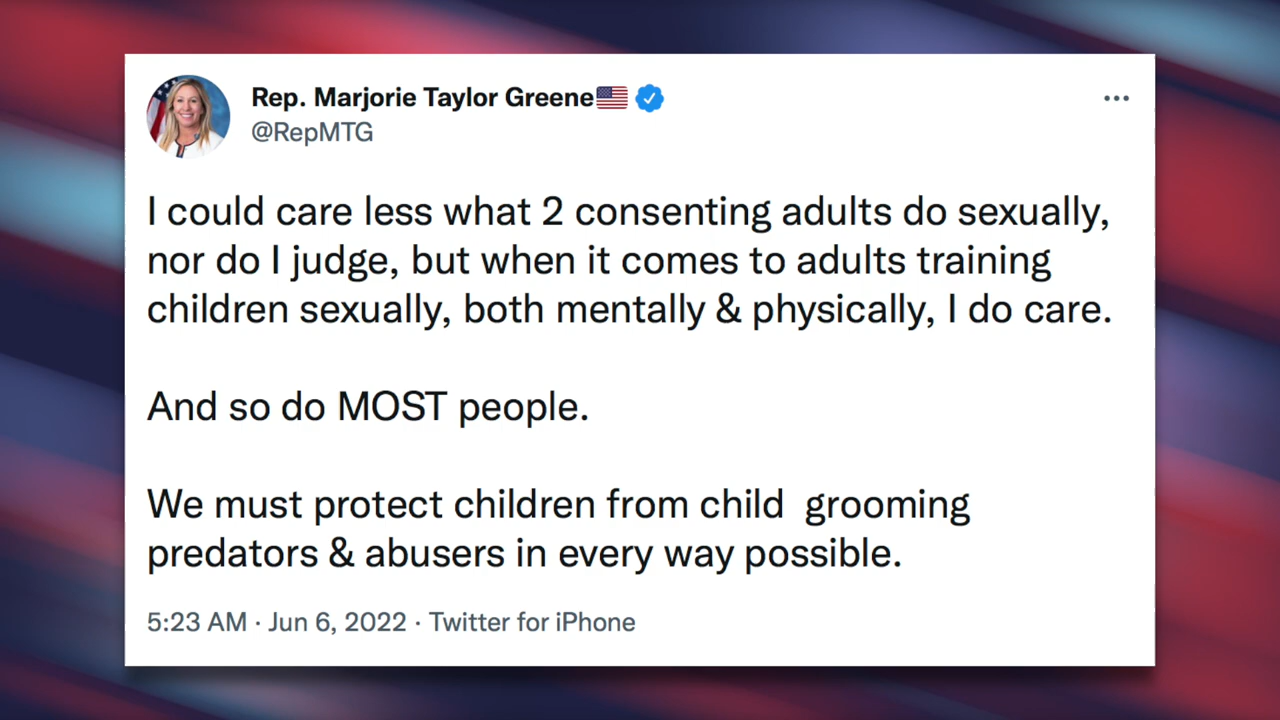 Rep. Marjorie Taylor Greene🇺🇸
@RepMTG
I could care less what 2 consenting adults do sexually,
nor do I judge, but when it comes to adults training
children sexually, both mentally & physically, I do care.
And so do MOST people.
We must protect children from child  grooming
predators & abusers in every way possible.
5:23 AM · Jun 6, 2022 · Twitter for iPhone